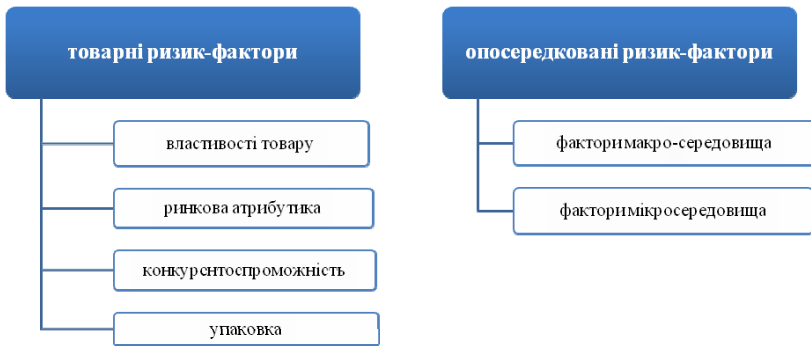 товарні ризик-фактори
властивості товару
ринкова атрибутика
конкурентоспроможність
упаковка
опосередковані ризик-фактори
фактори макро-середовища
фактори мікросередовища